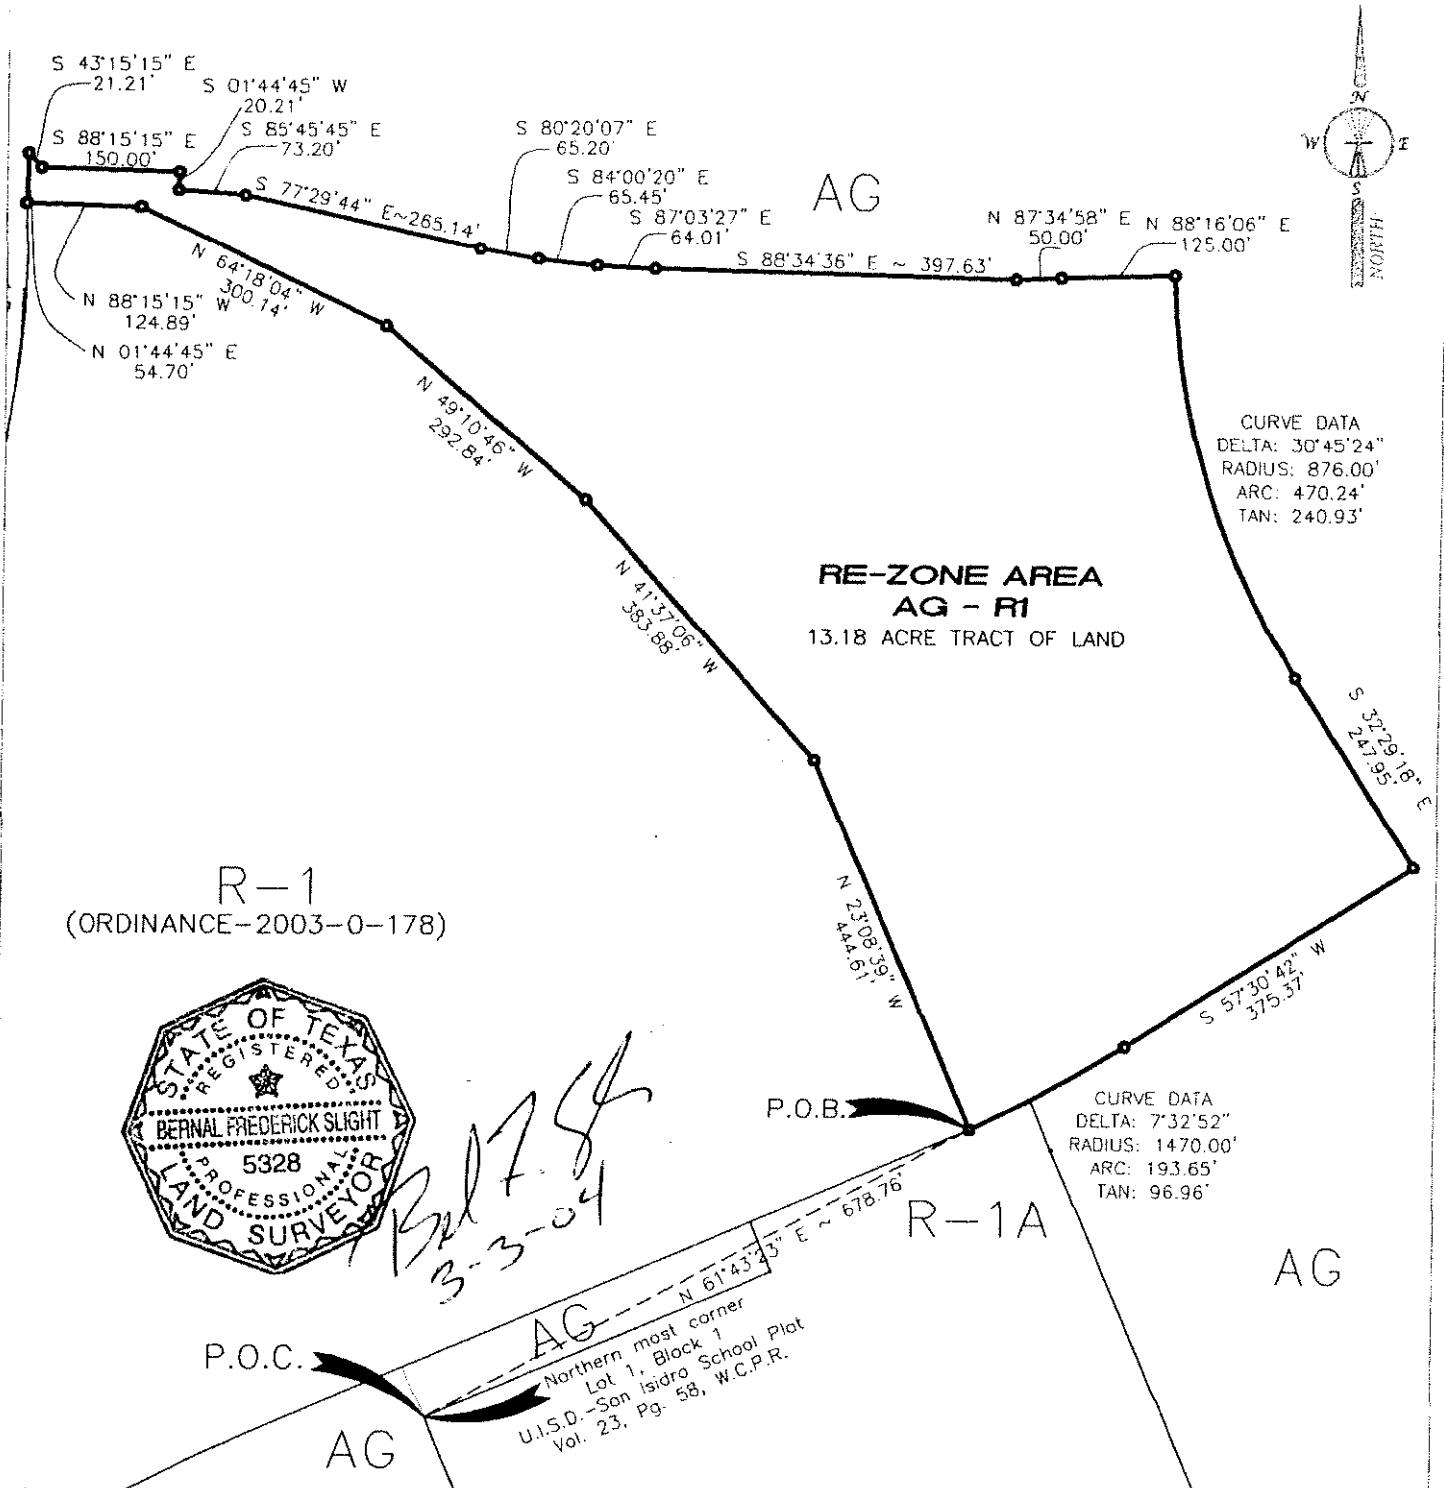 S 43°15'15" E
21.21'
S 01°44'45" W
20.21'
S 88°15'15" E
150.00'
S 85°45'45" E
73.20'
S 77°29'44" E~265.14'
S 80°20'07" E
65.20'
S 84°00'20" E
65.45'
S 87°03'27" E
64.01'
AG
S 88°34'36" E ~ 397.63'
N 87°34'58" E
50.00'
N 88°16'06" E
125.00'
N
W
E
S
NORTH
N 64°18'04" W
300.14'
N 88°15'15" W
124.89'
N 01°44'45" E
54.70'
N 49°10'46" W
292.84'
CURVE DATA
DELTA: 30°45'24"
RADIUS: 876.00'
ARC: 470.24'
TAN: 240.93'
N 41°37'06" W
383.88'
RE-ZONE AREA
AG - R1
13.18 ACRE TRACT OF LAND
S 32°29'18" E
247.95'
R-1
(ORDINANCE-2003-0-178)
N 23°08'39" W
444.61'
S 57°30'42" W
375.37'
STATE OF TEXAS
REGISTERED
BERNAL FREDERICK SLIGHT
5328
PROFESSIONAL
LAND SURVEYOR
3-3-04
P.O.B.
CURVE DATA
DELTA: 7°32'52"
RADIUS: 1470.00'
ARC: 193.65'
TAN: 96.96'
N 61°43'23" E ~ 678.76'
R-1A
AG
AG
P.O.C.
Northern most corner
Lot 1, Block 1
U.I.S.D.-San Isidro School Plat
Vol. 23, Pg. 58, W.C.P.R.
AG